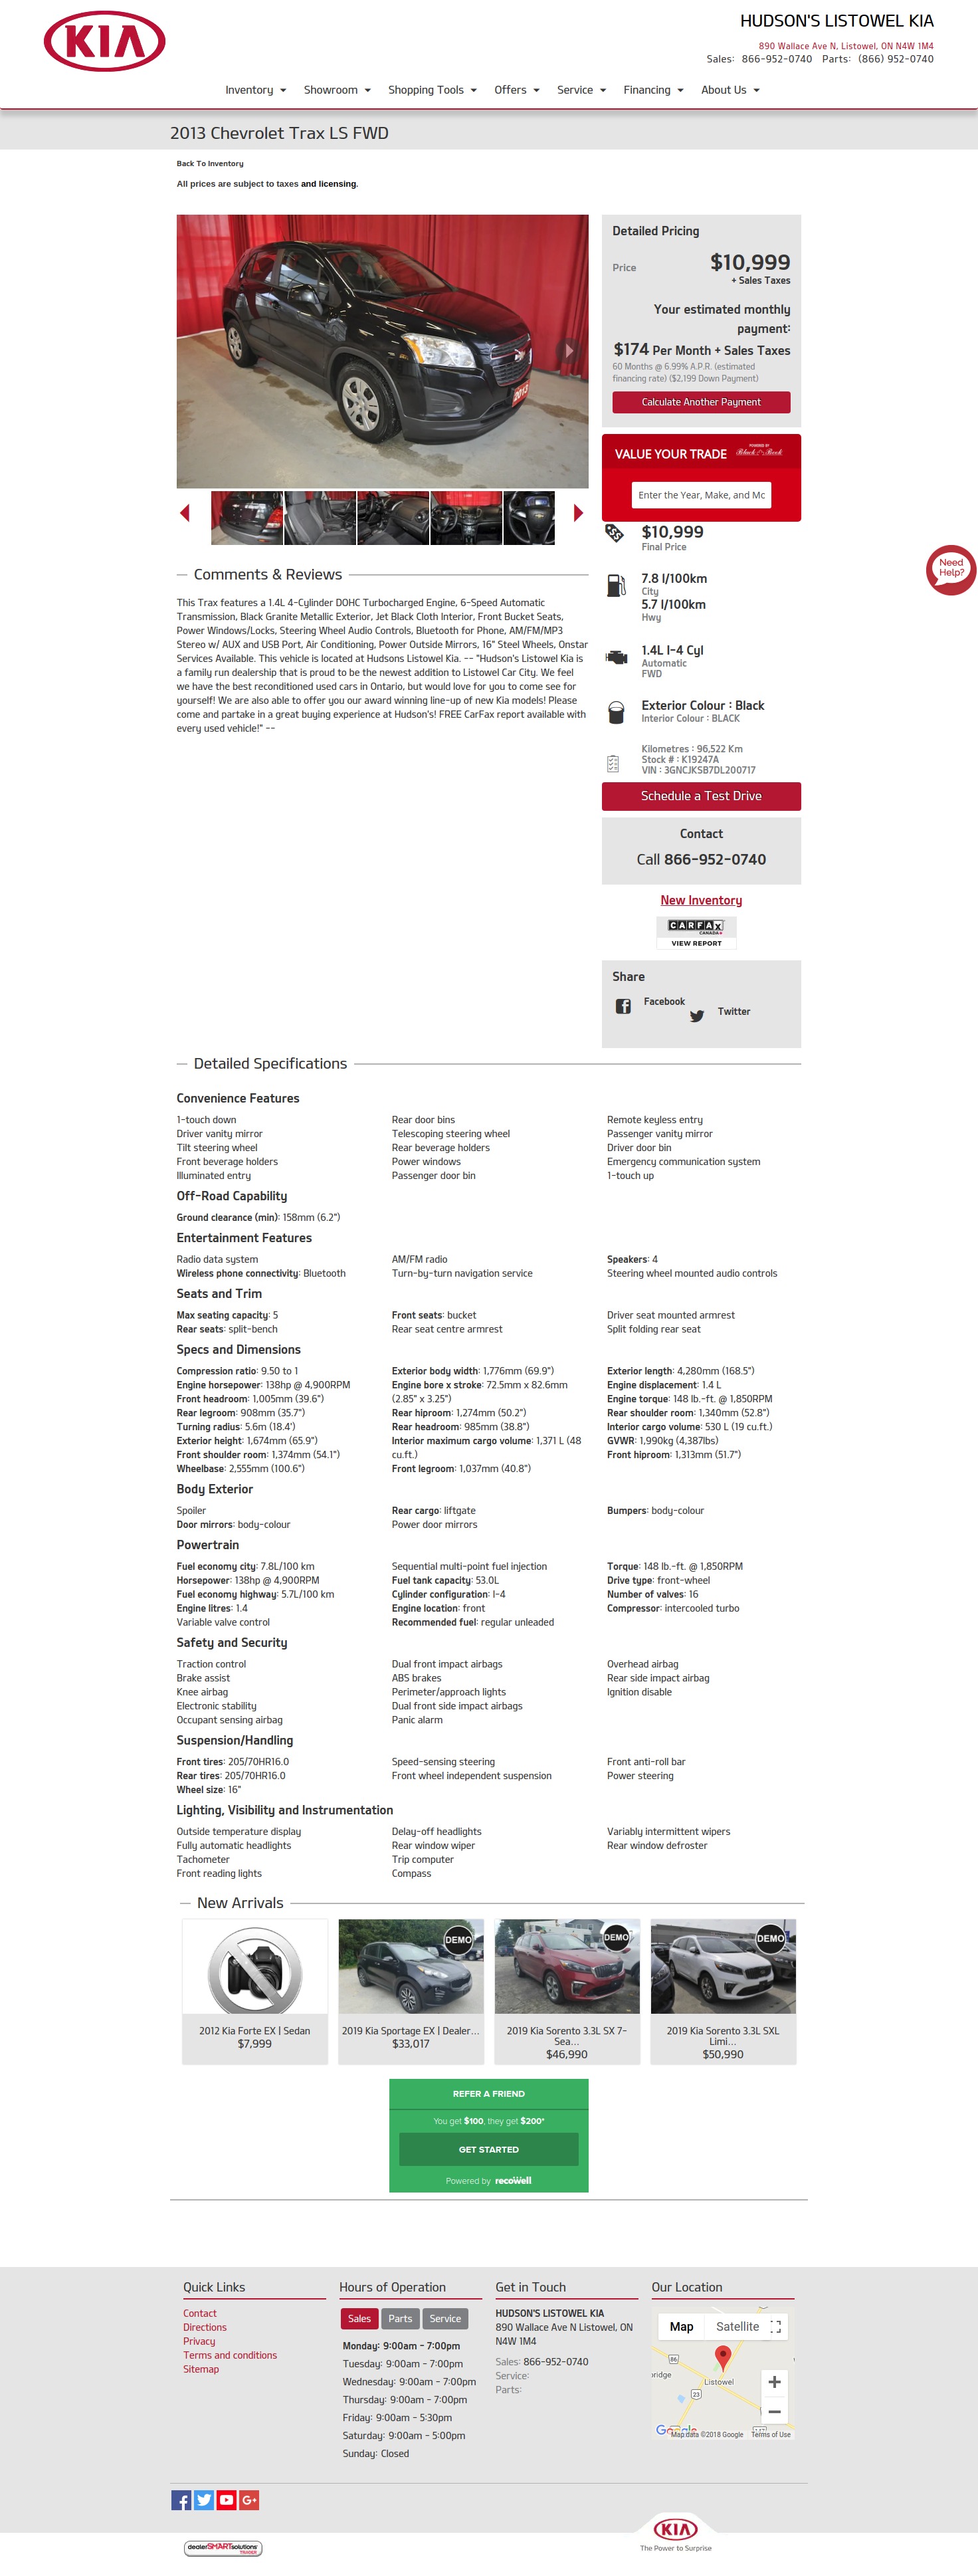 KIA
HUDSON'S LISTOWEL KIA
890 Wallace Ave N, Listowel, ON N4W 1M4
Sales: 866-952-0740 Parts: (866) 952-0740
Inventory Showroom Shopping Tools Offers Service Financing About Us
2013 Chevrolet Trax LS FWD
Back To Inventory
All prices are subject to taxes and licensing.
2013
Detailed Pricing
Price $10,999
+ Sales Taxes
Your estimated monthly
payment:
$174 Per Month + Sales Taxes
60 Months @ 6.99% A.P.R. (estimated
financing rate) ($2,199 Down Payment)
Calculate Another Payment
VALUE YOUR TRADE
POWERED BY
Black Book
Enter the Year, Make, and Mc
$10,999
Final Price
7.8 l/100km
City
5.7 l/100km
Hwy
1.4L I-4 Cyl
Automatic
FWD
Exterior Colour : Black
Interior Colour : BLACK
Kilometres : 96,522 Km
Stock # : K19247A
VIN : 3GNCJKSB7DL200717
Schedule a Test Drive
Contact
Call 866-952-0740
New Inventory
CARFAX
CANADA
VIEW REPORT
Share
Facebook
Twitter
Need
Help?
Comments & Reviews
This Trax features a 1.4L 4-Cylinder DOHC Turbocharged Engine, 6-Speed Automatic
Transmission, Black Granite Metallic Exterior, Jet Black Cloth Interior, Front Bucket Seats,
Power Windows/Locks, Steering Wheel Audio Controls, Bluetooth for Phone, AM/FM/MP3
Stereo w/ AUX and USB Port, Air Conditioning, Power Outside Mirrors, 16" Steel Wheels, Onstar
Services Available. This vehicle is located at Hudsons Listowel Kia. -- "Hudson's Listowel Kia is
a family run dealership that is proud to be the newest addition to Listowel Car City. We feel
we have the best reconditioned used cars in Ontario, but would love for you to come see for
yourself! We are also able to offer you our award winning line-up of new Kia models! Please
come and partake in a great buying experience at Hudson's! FREE CarFax report available with
every used vehicle!" --
Detailed Specifications
Convenience Features
1-touch down Rear door bins Remote keyless entry
Driver vanity mirror Telescoping steering wheel Passenger vanity mirror
Tilt steering wheel Rear beverage holders Driver door bin
Front beverage holders Power windows Emergency communication system
Illuminated entry Passenger door bin 1-touch up
Off-Road Capability
Ground clearance (min): 158mm (6.2")
Entertainment Features
Radio data system AM/FM radio Speakers: 4
Wireless phone connectivity: Bluetooth Turn-by-turn navigation service Steering wheel mounted audio controls
Seats and Trim
Max seating capacity: 5 Front seats: bucket Driver seat mounted armrest
Rear seats: split-bench Rear seat centre armrest Split folding rear seat
Specs and Dimensions
Compression ratio: 9.50 to 1 Exterior body width: 1,776mm (69.9") Exterior length: 4,280mm (168.5")
Engine horsepower: 138hp @ 4,900RPM Engine bore x stroke: 72.5mm x 82.6mm Engine displacement: 1.4 L
Front headroom: 1,005mm (39.6") (2.85" x 3.25") Engine torque: 148 lb.-ft. @ 1,850RPM
Rear legroom: 908mm (35.7") Rear hiproom: 1,274mm (50.2") Rear shoulder room: 1,340mm (52.8")
Turning radius: 5.6m (18.4') Rear headroom: 985mm (38.8") Interior cargo volume: 530 L (19 cu.ft.)
Exterior height: 1,674mm (65.9") Interior maximum cargo volume: 1,371 L (48 GVWR: 1,990kg (4,387lbs)
Front shoulder room: 1,374mm (54.1") cu.ft.) Front hiproom: 1,313mm (51.7")
Wheelbase: 2,555mm (100.6") Front legroom: 1,037mm (40.8")
Body Exterior
Spoiler Rear cargo: liftgate Bumpers: body-colour
Door mirrors: body-colour Power door mirrors
Powertrain
Fuel economy city: 7.8L/100 km Sequential multi-point fuel injection Torque: 148 lb.-ft. @ 1,850RPM
Horsepower: 138hp @ 4,900RPM Fuel tank capacity: 53.0L Drive type: front-wheel
Fuel economy highway: 5.7L/100 km Cylinder configuration: I-4 Number of valves: 16
Engine litres: 1.4 Engine location: front Compressor: intercooled turbo
Variable valve control Recommended fuel: regular unleaded
Safety and Security
Traction control Dual front impact airbags Overhead airbag
Brake assist ABS brakes Rear side impact airbag
Knee airbag Perimeter/approach lights Ignition disable
Electronic stability Dual front side impact airbags
Occupant sensing airbag Panic alarm
Suspension/Handling
Front tires: 205/70HR16.0 Speed-sensing steering Front anti-roll bar
Rear tires: 205/70HR16.0 Front wheel independent suspension Power steering
Wheel size: 16"
Lighting, Visibility and Instrumentation
Outside temperature display Delay-off headlights Variably intermittent wipers
Fully automatic headlights Rear window wiper Rear window defroster
Tachometer Trip computer
Front reading lights Compass
New Arrivals
DEMO DEMO DEMO
2012 Kia Forte EX | Sedan
$7,999
2019 Kia Sportage EX | Dealer...
$33,017
2019 Kia Sorento 3.3L SX 7-
Sea...
$46,990
2019 Kia Sorento 3.3L SXL
Limi...
$50,990
REFER A FRIEND
You get $100, they get $200*
GET STARTED
Powered by recowell
Quick Links
Contact
Directions
Privacy
Terms and conditions
Sitemap
Hours of Operation
Sales Parts Service
Monday: 9:00am - 7:00pm
Tuesday: 9:00am - 7:00pm
Wednesday: 9:00am - 7:00pm
Thursday: 9:00am - 7:00pm
Friday: 9:00am - 5:30pm
Saturday: 9:00am - 5:00pm
Sunday: Closed
Get in Touch
HUDSON'S LISTOWEL KIA
890 Wallace Ave N Listowel, ON
N4W 1M4
Sales: 866-952-0740
Service:
Parts:
Our Location
Map Satellite
86
bridge
Listowel
23
Google
Map data ©2018 Google Terms of Use
dealerSMARTsolutions
TRADER
KIA
The Power to Surprise